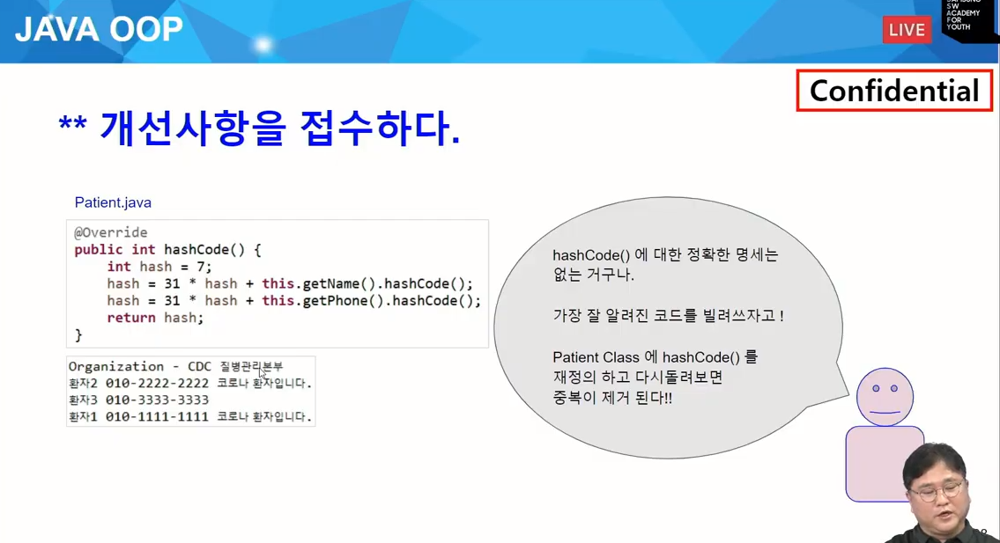 JAVA OOP
LIVE
SAMSUNG
SW
ACADEMY
FOR
YOUTH
Confidential
** 개선사항을 접수하다.
Patient.java
@Override
public int hashCode() {
int hash = 7;
hash = 31 * hash + this.getName().hashCode();
hash = 31 * hash + this.getPhone().hashCode();
return hash;
}
Organization - CDC 질병관리본부
환자2 010-2222-2222 코로나 환자입니다.
환자3 010-3333-3333
환자1 010-1111-1111 코로나 환자입니다.
hashCode() 에 대한 정확한 명세는
없는 거구나.
가장 잘 알려진 코드를 빌려쓰자고 !
Patient Class 에 hashCode() 를
재정의 하고 다시돌려보면
중복이 제거 된다!!